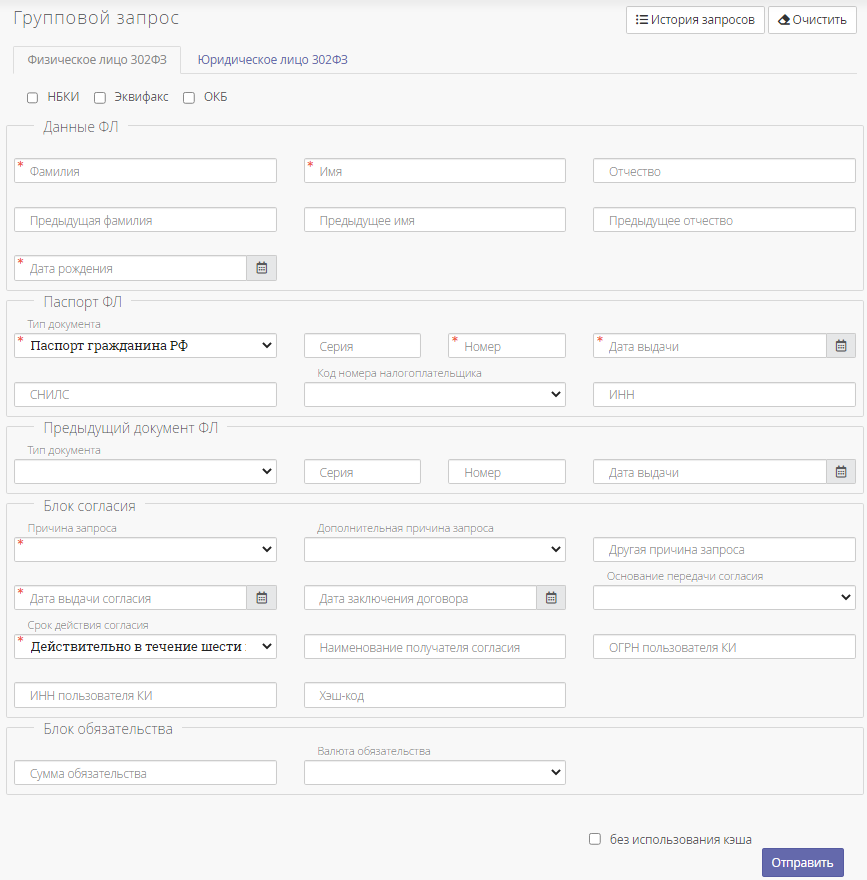 Групповой запрос
История запросов
Очистить
Физическое лицо 302ФЗ
Юридическое лицо 302ФЗ
НБКИ
Эквифакс
ОКБ
Данные ФЛ
* Фамилия
* Имя
Отчество
Предыдущая фамилия
Предыдущее имя
Предыдущее отчество
* Дата рождения
Паспорт ФЛ
Тип документа
* Паспорт гражданина РФ
Серия
* Номер
* Дата выдачи
Код номера налогоплательщика
СНИЛС
ИНН
Предыдущий документ ФЛ
Тип документа
Серия
Номер
Дата выдачи
Блок согласия
Причина запроса
*
Дополнительная причина запроса
Другая причина запроса
Основание передачи согласия
* Дата выдачи согласия
Дата заключения договора
Срок действия согласия
* Действительно в течение шести
Наименование получателя согласия
ОГРН пользователя КИ
ИНН пользователя КИ
Хэш-код
Блок обязательства
Валюта обязательства
Сумма обязательства
без использования кэша
Отправить